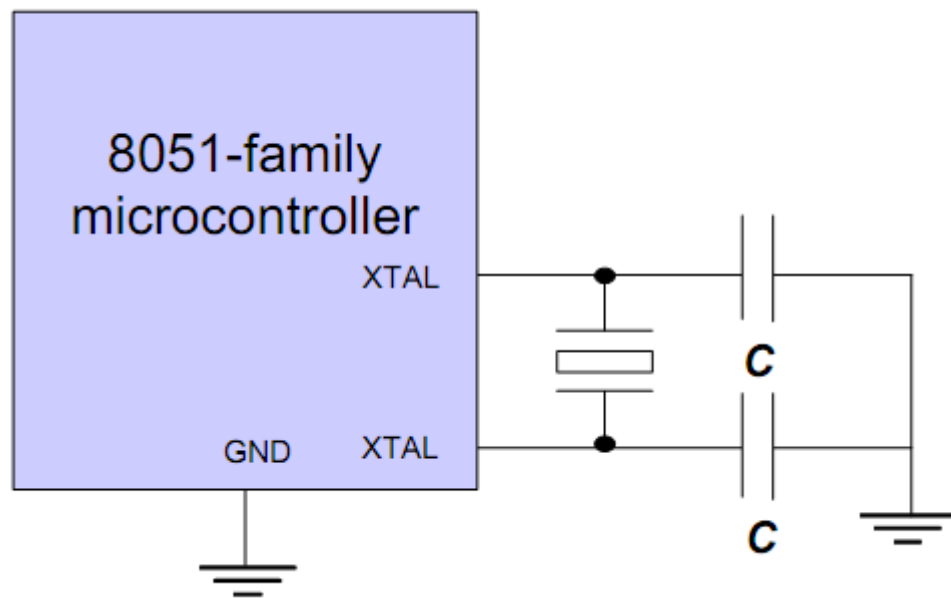 8051-family
microcontroller
XTAL
C
GND
XTAL
C